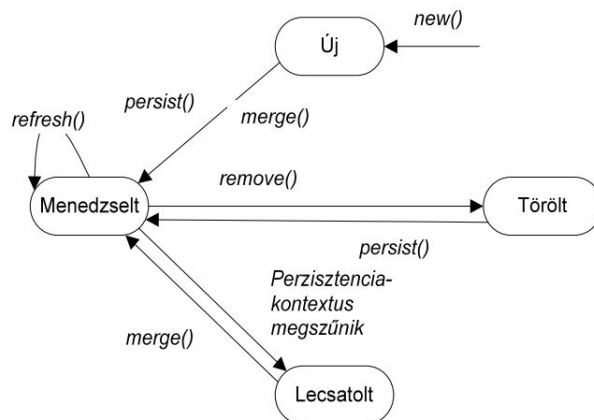 new()
Új
persist()
merge()
refresh()
remove()
Menedzselt
Törölt
persist()
Perzisztencia-
kontextus
megszűnik
merge()
Lecsatolt